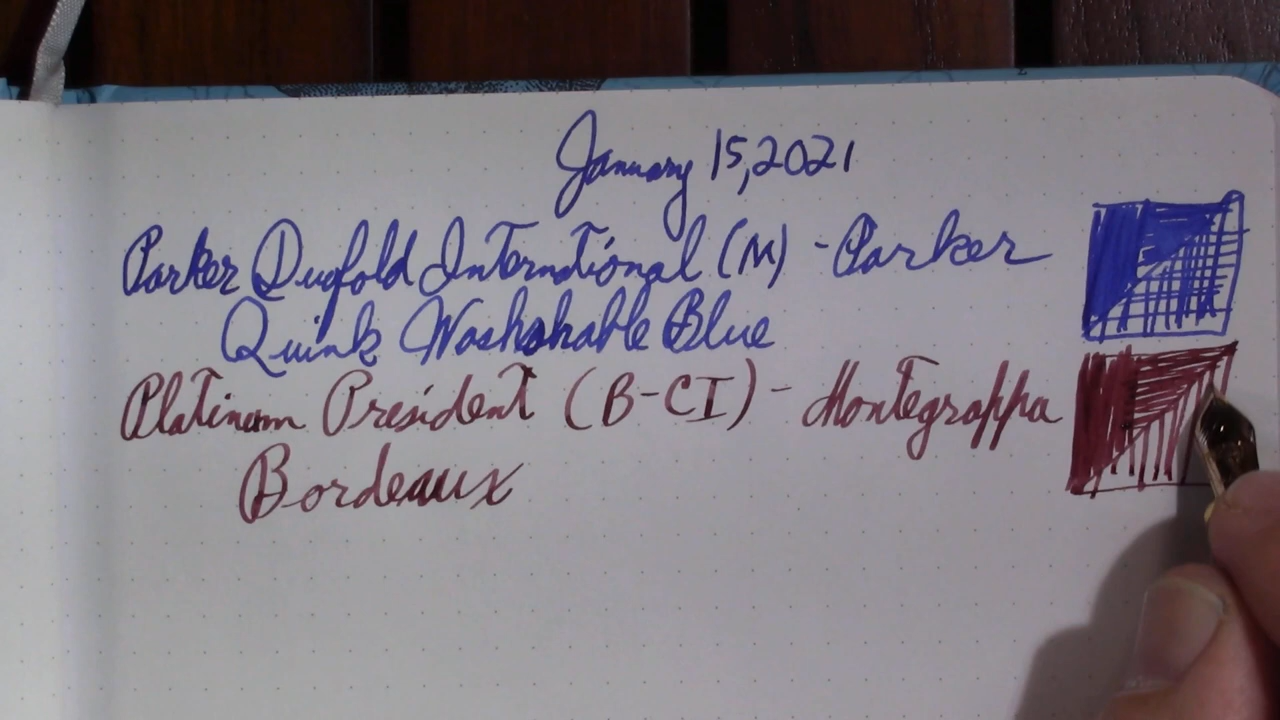 January 15, 2021
Parker Duofold International (M) - Parker
Quink Washable Blue
Platinum President (B-CI) - Montegrappa
Bordeaux